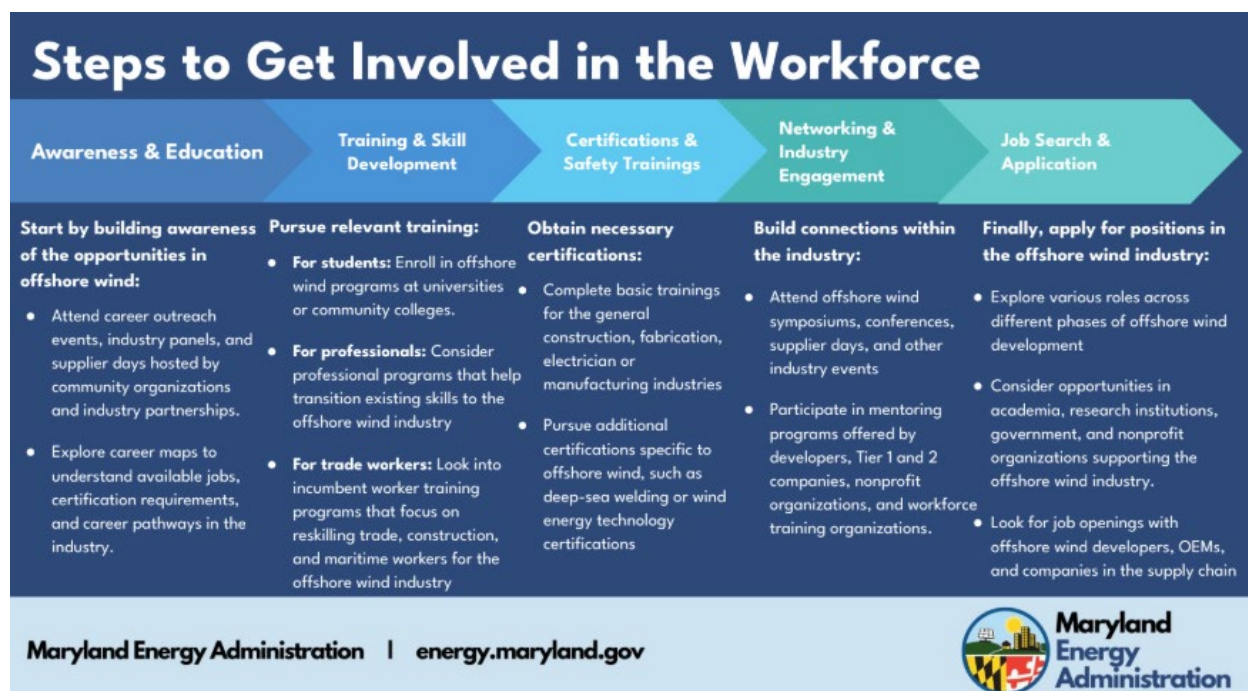 Steps to Get Involved in the Workforce
Awareness & Education
Training & Skill
Development
Certifications &
Safety Trainings
Networking &
Industry
Engagement
Job Search &
Application
Start by building awareness
of the opportunities in
offshore wind:
● Attend career outreach
events, industry panels, and
supplier days hosted by
community organizations
and industry partnerships.
● Explore career maps to
understand available jobs,
certification requirements,
and career pathways in the
industry.
Pursue relevant training:
● For students: Enroll in offshore
wind programs at universities
or community colleges.
● For professionals: Consider
professional programs that help
transition existing skills to the
offshore wind industry
● For trade workers: Look into
incumbent worker training
programs that focus on
reskilling trade, construction,
and maritime workers for the
offshore wind industry
Obtain necessary
certifications:
● Complete basic trainings
for the general
construction, fabrication,
electrician or
manufacturing industries
● Pursue additional
certifications specific to
offshore wind, such as
deep-sea welding or wind
energy technology
certifications
Build connections within
the industry:
● Attend offshore wind
symposiums, conferences,
supplier days, and other
industry events
● Participate in mentoring
programs offered by
developers, Tier 1 and 2
companies, nonprofit
organizations, and workforce
training organizations.
Finally, apply for positions in
the offshore wind industry:
● Explore various roles across
different phases of offshore wind
development
● Consider opportunities in
academia, research institutions,
government, and nonprofit
organizations supporting the
offshore wind industry.
● Look for job openings with
offshore wind developers, OEMs,
and companies in the supply chain
Maryland Energy Administration | energy.maryland.gov
Maryland
Energy
Administration